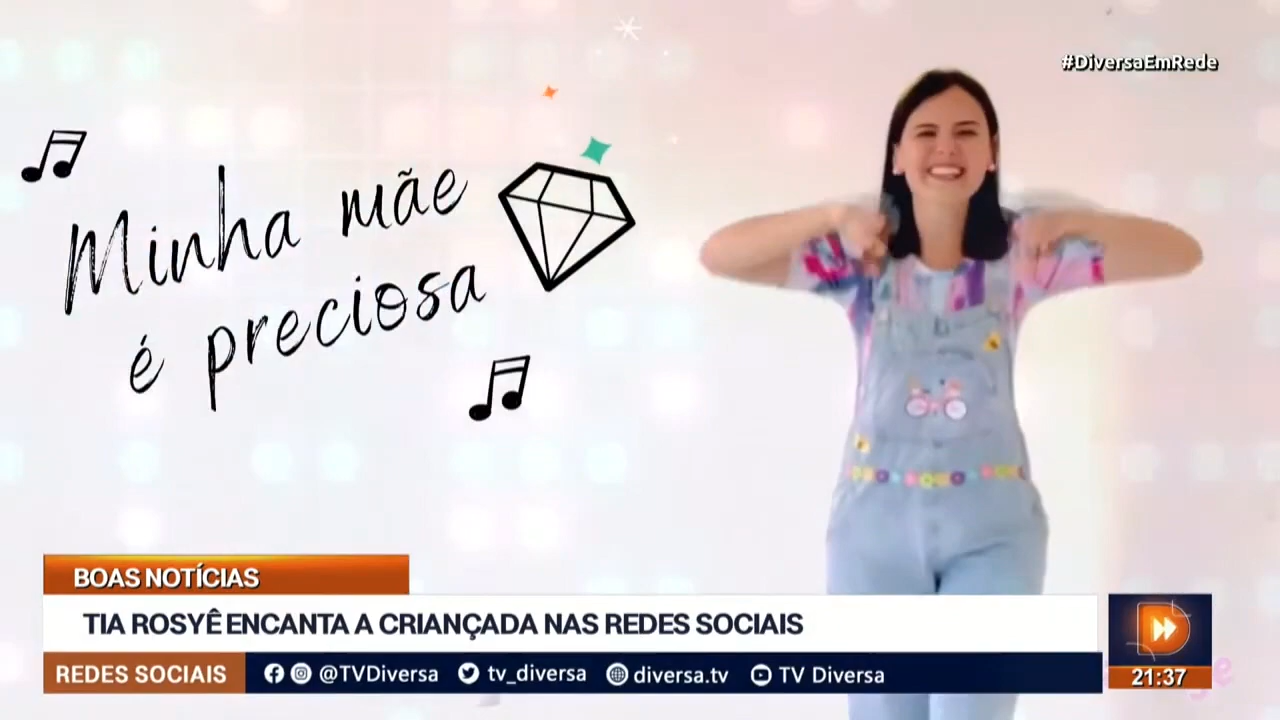 #DiversaEmRede
Minha mãe
é preciosa
BOAS NOTÍCIAS
TIA ROSYÊ ENCANTA A CRIANÇADA NAS REDES SOCIAIS
REDES SOCIAIS
@TVDiversa
tv_diversa
diversa.tv
TV Diversa
21:37